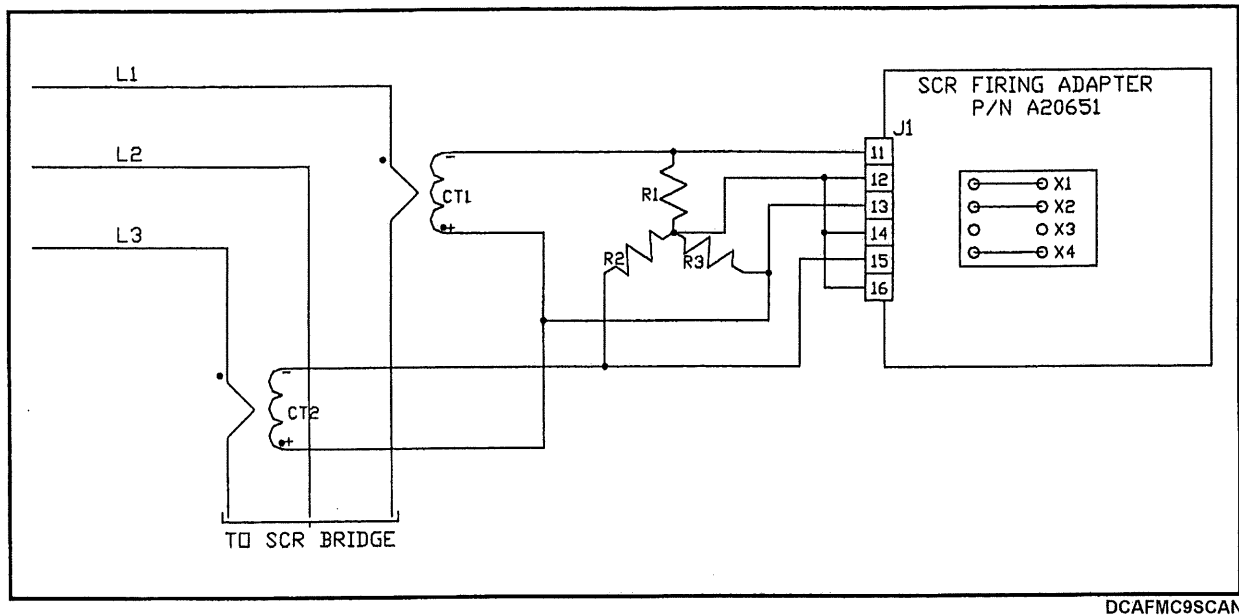 L1
SCR FIRING ADAPTER
P/N A20651
J1
L2
-
CT1
+
R1
11
12
13
14
15
16
X1
X2
X3
X4
L3
R2
R3
-
CT2
+
TO SCR BRIDGE
DCAFMC9SCAN